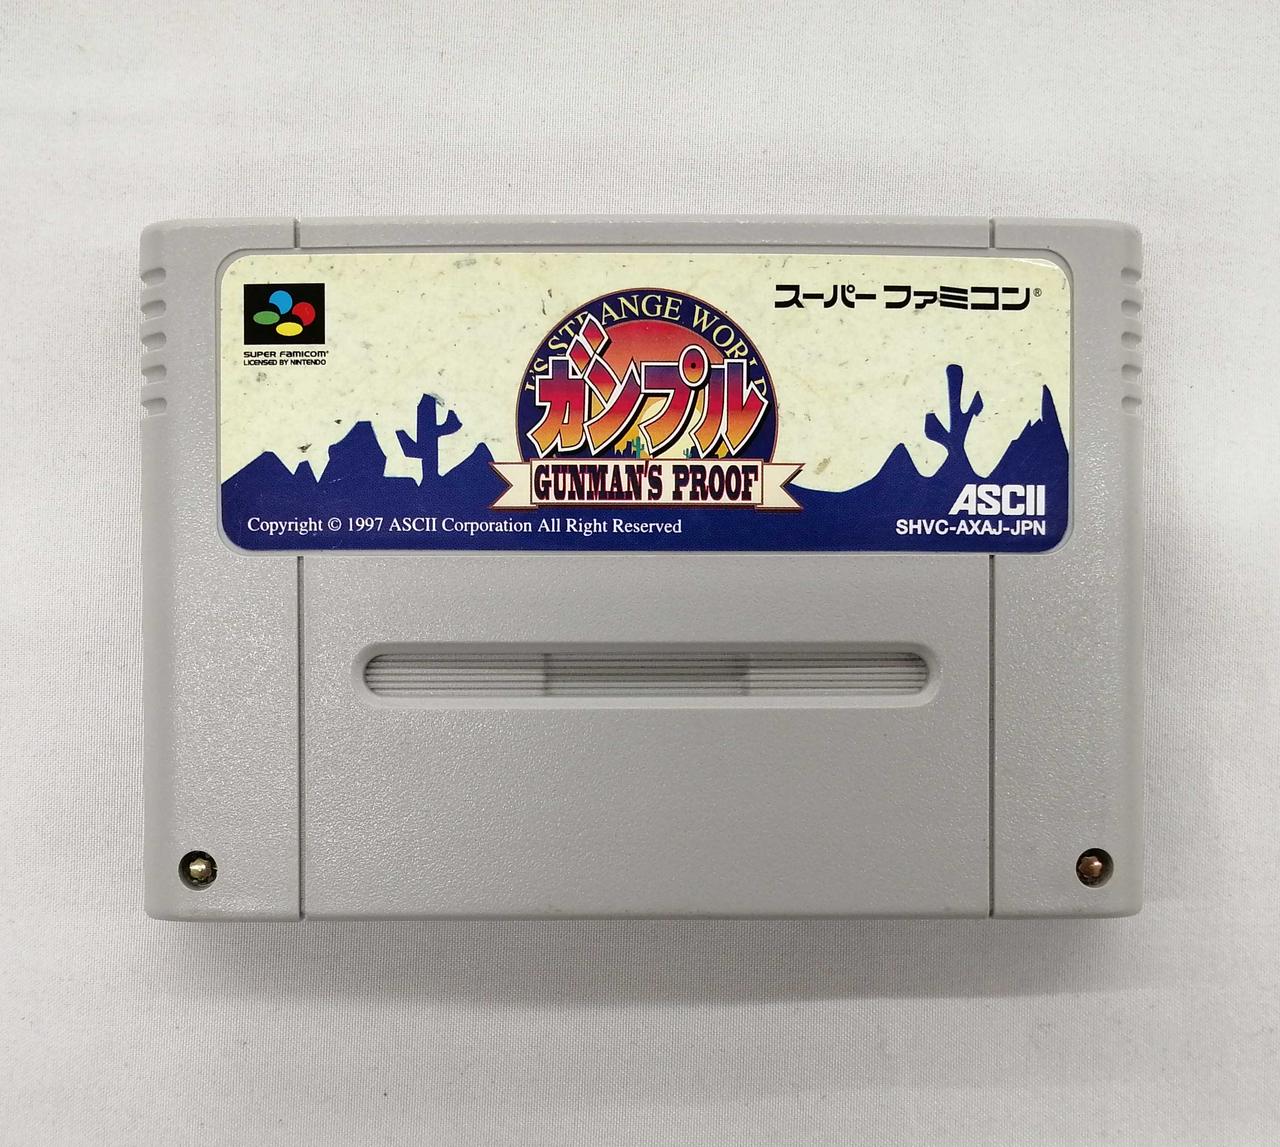 SUPER FAMICOM
LICENSED BY NINTENDO
スーパーファミコン®
STRANGE WORLD
ガンプル
GUNMAN'S PROOF
ASCII
Copyright © 1997 ASCII Corporation All Right Reserved
SHVC-AXAJ-JPN